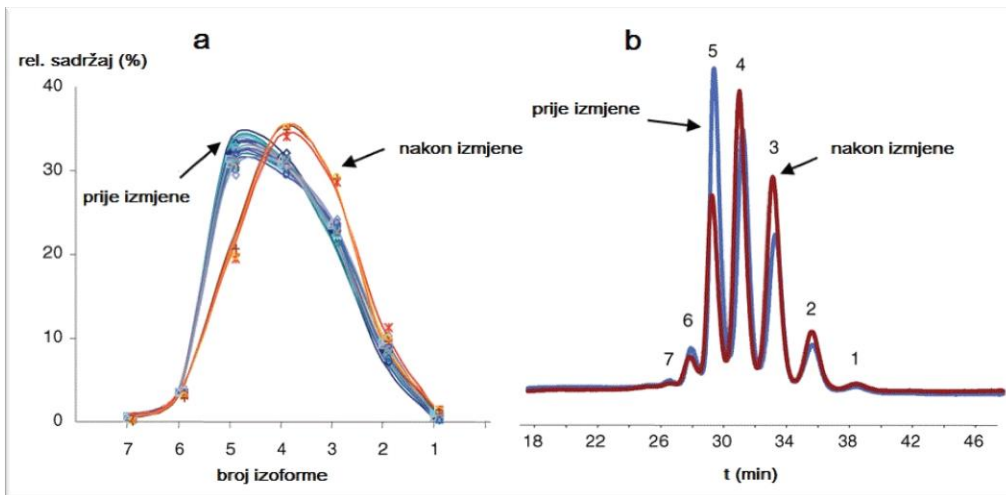 a
rel. sadržaj (%)
40
30
20
10
0
prije izmjene
nakon izmjene
7 6 5 4 3 2 1
broj izoforme
b
5 4
prije izmjene
3
nakon izmjene
6
7
2
1
18 22 26 30 34 38 42 46
t (min)